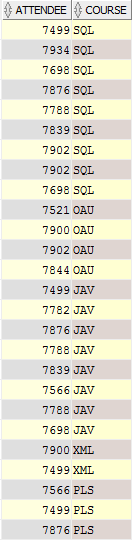 ATTENDEE COURSE
7499 SQL
7934 SQL
7698 SQL
7876 SQL
7788 SQL
7839 SQL
7902 SQL
7902 SQL
7698 SQL
7521 OAU
7900 OAU
7902 OAU
7844 OAU
7499 JAV
7782 JAV
7876 JAV
7788 JAV
7839 JAV
7566 JAV
7788 JAV
7698 JAV
7900 XML
7499 XML
7566 PLS
7499 PLS
7876 PLS